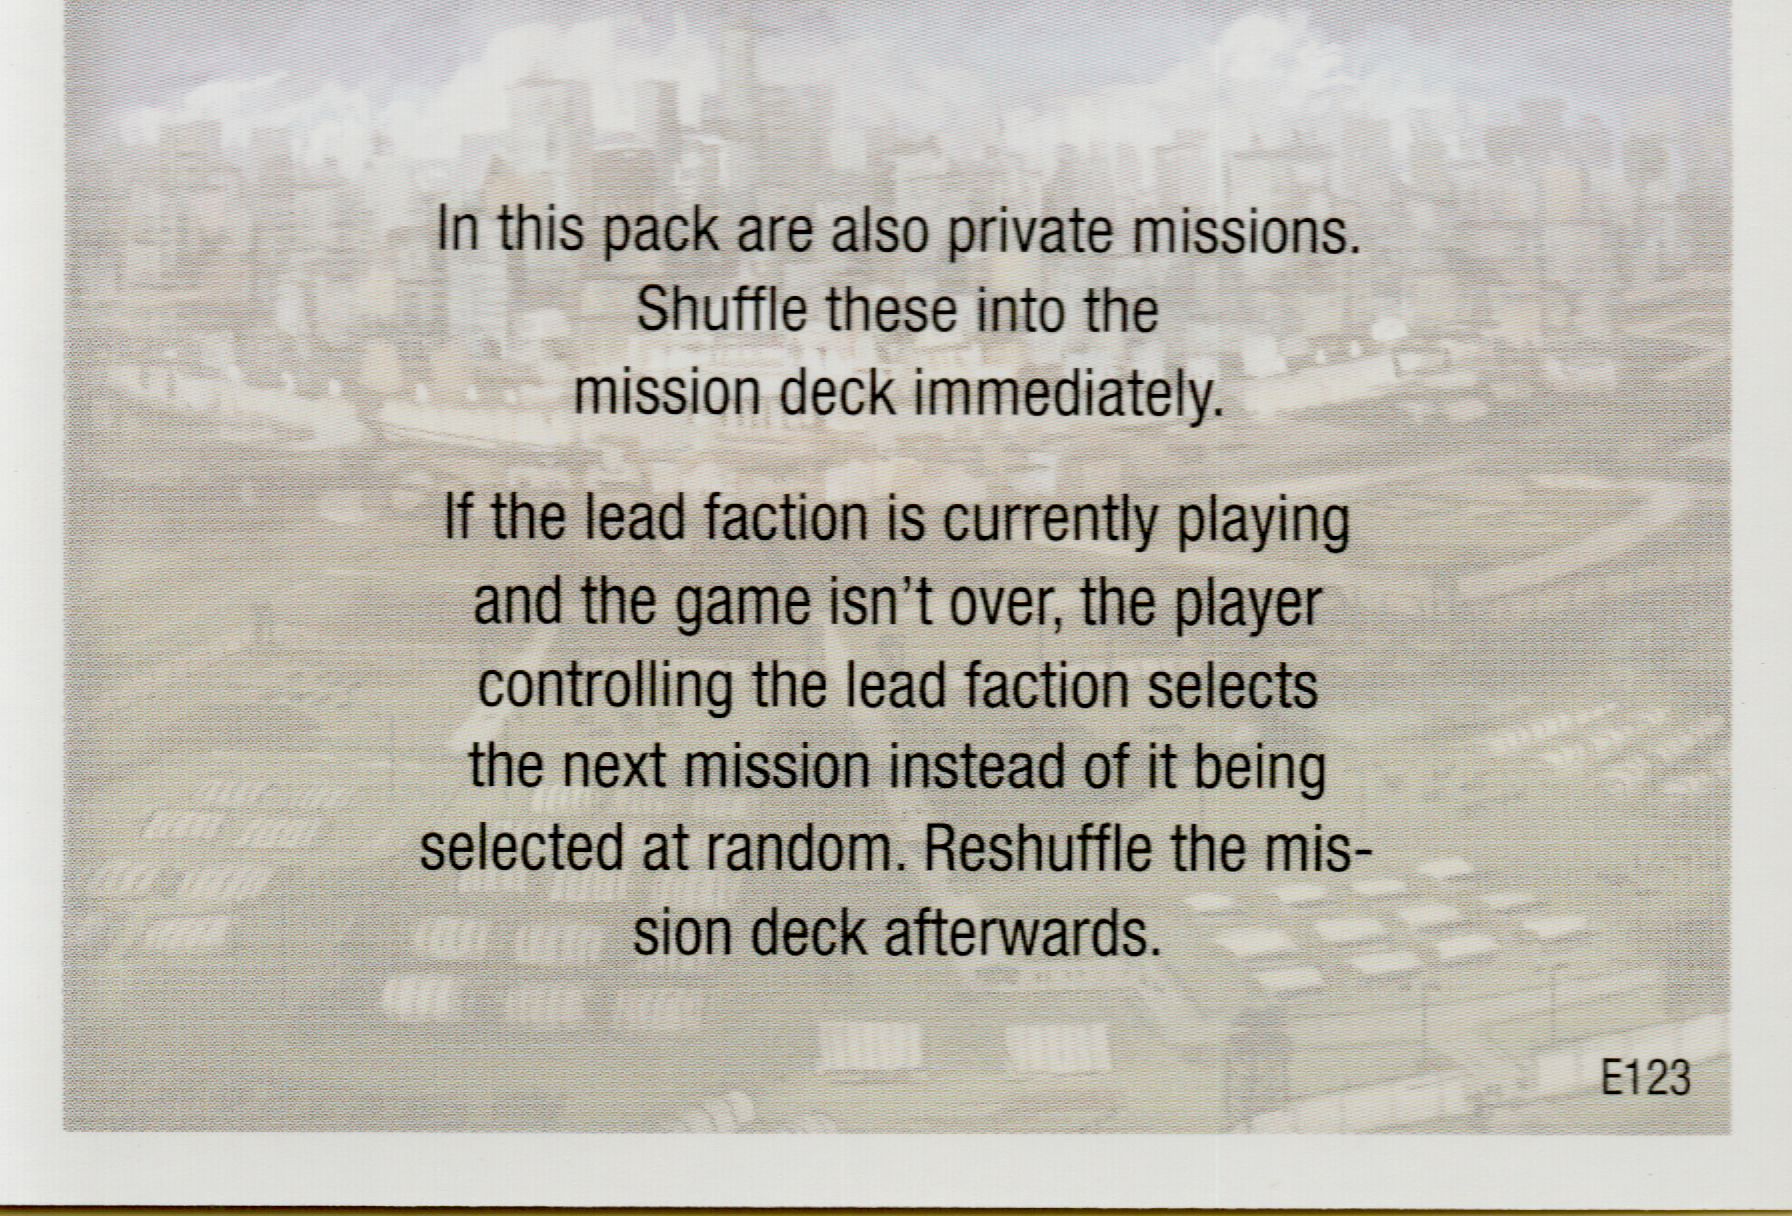 In this pack are also private missions.
Shuffle these into the
mission deck immediately.
If the lead faction is currently playing
and the game isn't over, the player
controlling the lead faction selects
the next mission instead of it being
selected at random. Reshuffle the mis-
sion deck afterwards.
E123